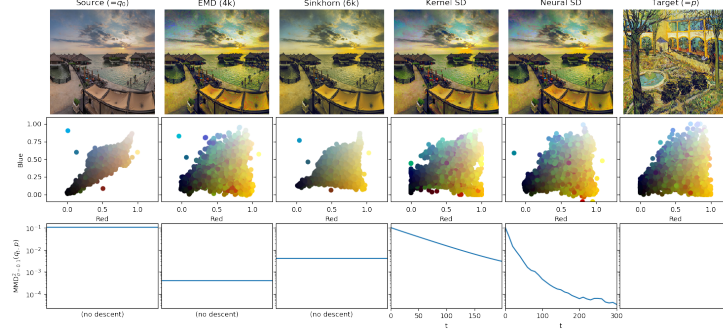 Source (=q₀) EMD (4k) Sinkhorn (6k) Kernel SD Neural SD Target (=p)
1.00
0.75
0.50
0.25
0.00
Blue
0.0 0.5 1.0 0.0 0.5 1.0 0.0 0.5 1.0 0.0 0.5 1.0 0.0 0.5 1.0 0.0 0.5 1.0
Red Red Red Red Red Red
10⁻¹
10⁻²
10⁻³
10⁻⁴
(no descent) (no descent) (no descent) 0 50 100 150 0 100 200 300
t t